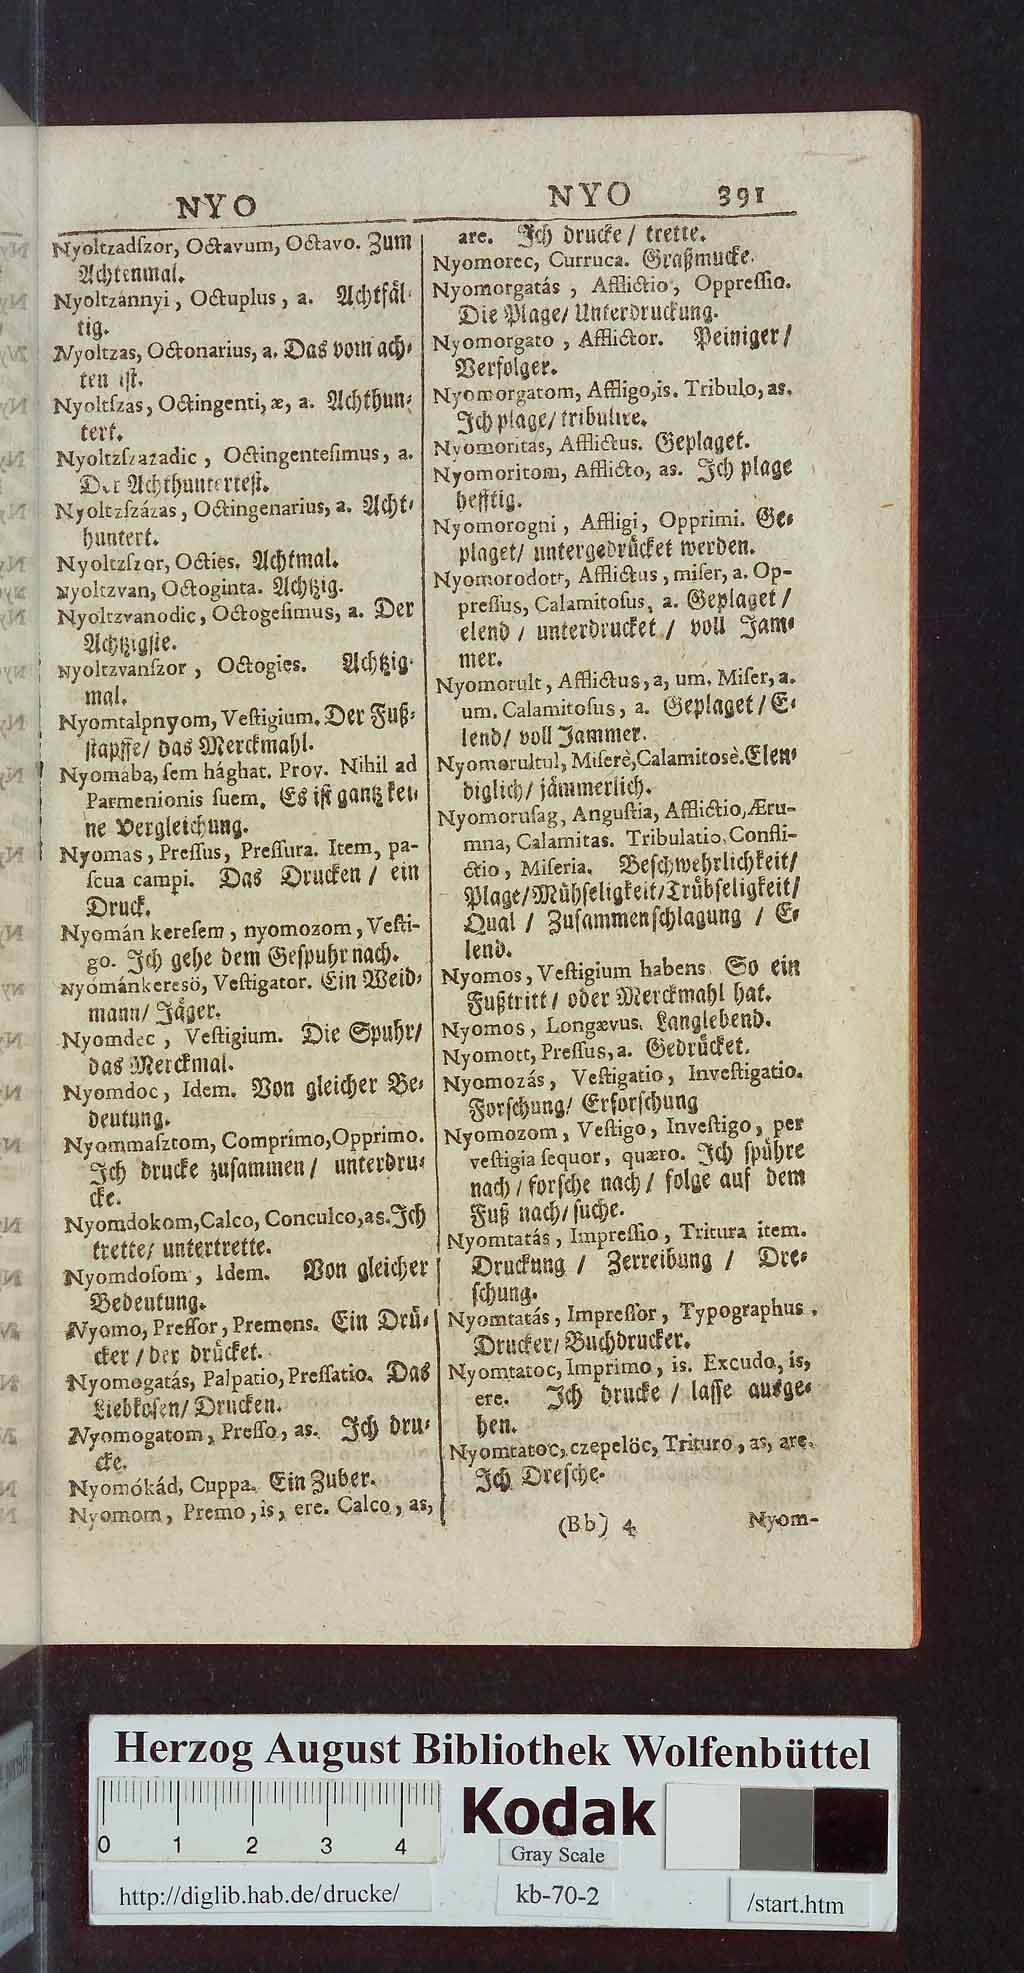 NYO
Nyoltzadſzor, Octavum, Octavo. Zum
Achtenmal.
Nyoltzannyi, Octuplus, a. Achtfäl-
tig.
Nyoltzas, Octonarius, a. Das vom ach-
ten iſt.
Nyoltſzas, Octingenti, æ, a. Achthun-
tert.
Nyoltzſzazadic, Octingenteſimus, a.
Der Achthunterteſt.
Nyoltzſzázas, Octingenarius, a. Acht-
huntert.
Nyoltzſzor, Octies. Achtmal.
Nyoltzvan, Octoginta. Achtzig.
Nyoltzvanodic, Octogeſimus, a. Der
Achtzigſte.
Nyoltzvanſzor, Octogies. Achtzig-
mal.
Nyomtalpnyom, Veſtigium. Der Fuß-
ſtapffe/ das Merckmahl.
Nyomába, ſem hághat. Prov. Nihil ad
Parmenionis ſuem. Es iſt gantz kei-
ne Vergleichung.
Nyomás, Preſſus, Preſſura. Item, pa-
ſcua campi. Das Drucken / ein
Druck.
Nyomán kereſem, nyomozom, Veſti-
go. Ich gehe dem Geſpuhr nach.
Nyománkeresö, Veſtigator. Ein Weid-
mann/ Jäger.
Nyomdec, Veſtigium. Die Spuhr/
das Merckmal.
Nyomdoc, Idem. Von gleicher Be-
deutung.
Nyommaſztom, Comprímo, Opprimo.
Ich drucke zuſammen/ unterdru-
cke.
Nyomdokom, Calco, Conculco, as. Ich
trette/ untertrette.
Nyomdoſom, Idem. Von gleicher
Bedeutung.
Nyomo, Preſſor, Premens. Ein Drü-
cker / der drücket.
Nyomogatás, Palpatio, Preſſatio. Das
Liebkoſen/ Drucken.
Nyomogatom, Preſſo, as. Ich dru-
cke.
Nyomókád, Cuppa. Ein Zuber.
Nyomom, Premo, is, ere. Calco, as,
NYO 391
are. Ich drucke / trette.
Nyomorec, Curruca. Graßmucke.
Nyomorgatás, Afflictio, Oppreſſio.
Die Plage/ Unterdruckung.
Nyomorgato, Afflictor. Peiniger/
Verfolger.
Nyomorgatom, Affligo, is. Tribulo, as.
Ich plage/ tribulire.
Nyomoritas, Afflictus. Geplaget.
Nyomoritom, Afflicto, as. Ich plage
hefftig.
Nyomorogni, Affligi, Opprimi. Ge-
plaget/ untergedrücket werden.
Nyomorodott, Afflictus, miſer, a. Op-
preſſus, Calamitoſus, a. Geplaget /
elend / unterdrucket / voll Jam-
mer.
Nyomorult, Afflictus, a, um. Miſer, a.
um. Calamitoſus, a. Geplaget / E-
lend/ voll Jammer.
Nyomorultul, Miſerè, Calamitosè. Elen-
diglich/ jämmerlich.
Nyomoruſag, Anguſtia, Afflictio, Æru-
mna, Calamitas. Tribulatio, Confli-
ctio, Miſeria. Beſchwehrlichkeit/
Plage/Mühſeligkeit/Trübſeligkeit/
Qual / Zuſammenſchlagung / E-
lend.
Nyomos, Veſtigium habens. So ein
Fußtritt/ oder Merckmahl hat.
Nyomos, Longævus. Langlebend.
Nyomott, Preſſus, a. Gedrücket.
Nyomozás, Veſtigatio, Inveſtigatio.
Forſchung/ Erforſchung
Nyomozom, Veſtigo, Inveſtigo, per
veſtigia ſequor, quæro. Ich ſpühre
nach / forſche nach / folge auf dem
Fuß nach/ ſuche.
Nyomtatás, Impreſſio, Tritura item.
Druckung / Zerreibung / Dre-
ſchung.
Nyomtatás, Impreſſor, Typographus.
Drucker/ Buchdrucker.
Nyomtatoc, Imprimo, is. Excudo, is,
ere. Ich drucke / laſſe ausge-
hen.
Nyomtatoc, czepelöc, Trituro, as, are.
Ich Dreſche.
(Bb) 4 Nyom-
Herzog August Bibliothek Wolfenbüttel
0 1 2 3 4
Kodak
Gray Scale
http://diglib.hab.de/drucke/
kb-70-2
/start.htm